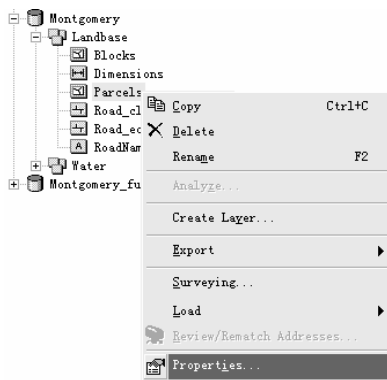 Montgomery
Landbase
Blocks
Dimensions
Parcels
Road_cl
Road_ec
RoadNam
Water
Montgomery_fu
Copy Ctrl+C
Delete
Rename F2
Analyze...
Create Layer...
Export
Surveying...
Load
Review/Rematch Addresses...
Properties...
A